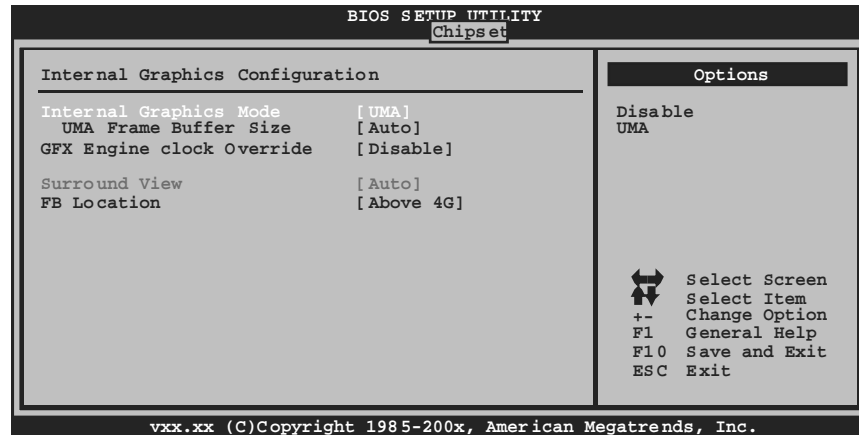 BIOS SETUP UTILITY
Chipset
Internal Graphics Configuration
Internal Graphics Mode [UMA]
UMA Frame Buffer Size [Auto]
GFX Engine clock Override [Disable]
Surround View [Auto]
FB Location [Above 4G]
Options
Disable
UMA
Select Screen
Select Item
+- Change Option
F1 General Help
F10 Save and Exit
ESC Exit
vxx.xx (C)Copyright 1985-200x, American Megatrends, Inc.